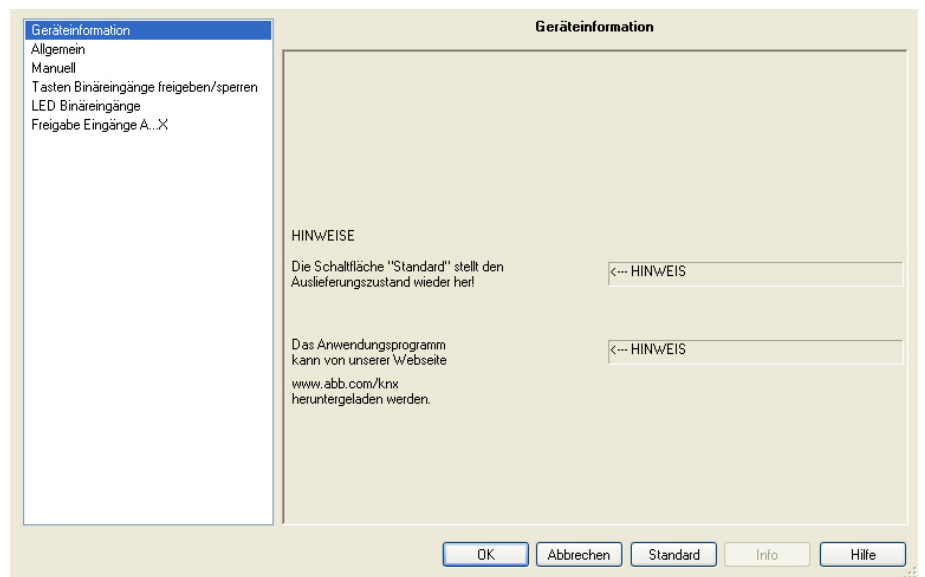 Geräteinformation
Allgemein
Manuell
Tasten Binäreingänge freigeben/sperren
LED Binäreingänge
Freigabe Eingänge A...X
Geräteinformation
HINWEISE
Die Schaltfläche "Standard" stellt den
Auslieferungszustand wieder her!
<--- HINWEIS
Das Anwendungsprogramm
kann von unserer Webseite
<--- HINWEIS
www.abb.com/knx
heruntergeladen werden.
OK
Abbrechen
Standard
Info
Hilfe